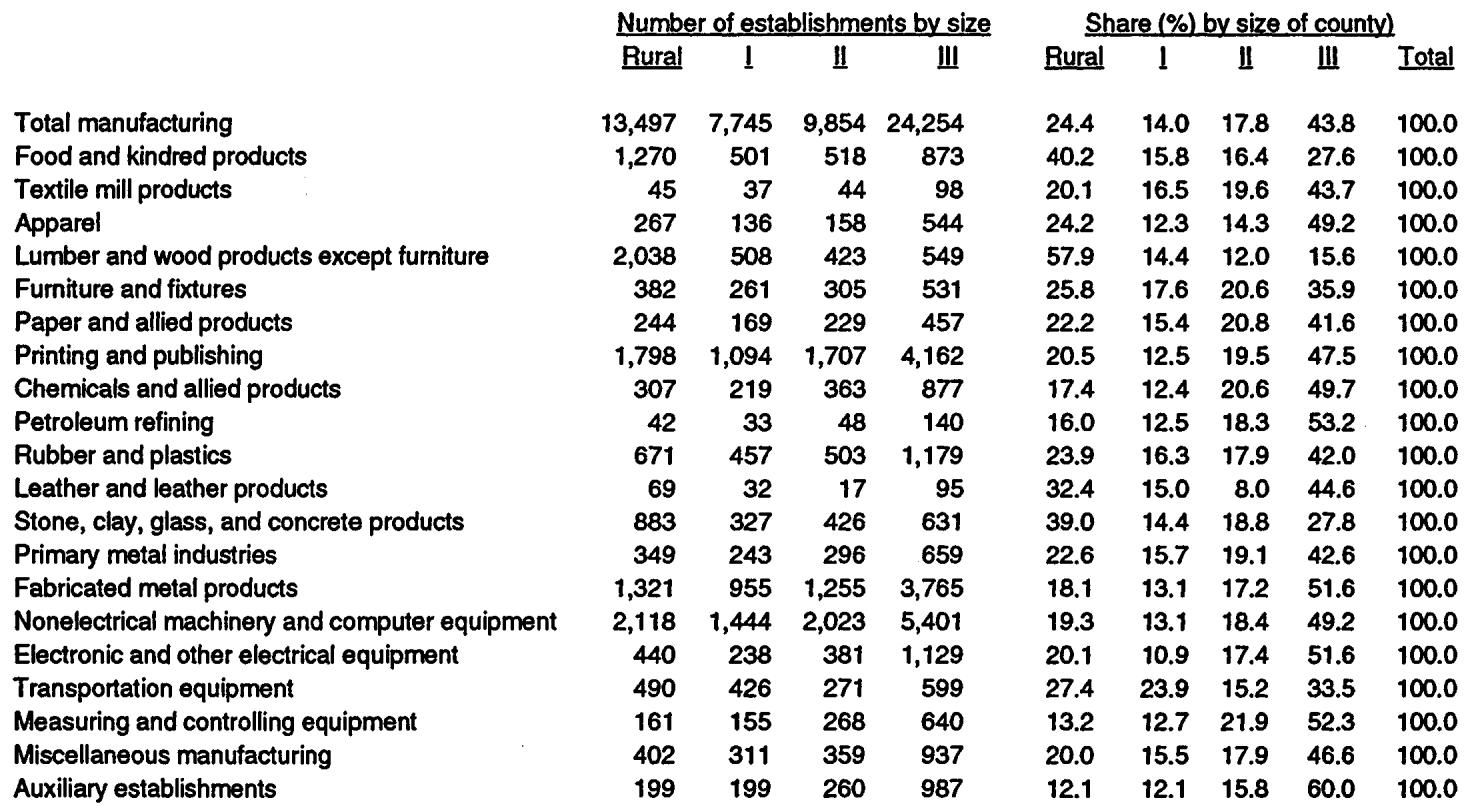 Number of establishments by size Share (%) by size of county)
Rural I II III Rural I II III Total
Total manufacturing 13,497 7,745 9,854 24,254 24.4 14.0 17.8 43.8 100.0
Food and kindred products 1,270 501 518 873 40.2 15.8 16.4 27.6 100.0
Textile mill products 45 37 44 98 20.1 16.5 19.6 43.7 100.0
Apparel 267 136 158 544 24.2 12.3 14.3 49.2 100.0
Lumber and wood products except furniture 2,038 508 423 549 57.9 14.4 12.0 15.6 100.0
Furniture and fixtures 382 261 305 531 25.8 17.6 20.6 35.9 100.0
Paper and allied products 244 169 229 457 22.2 15.4 20.8 41.6 100.0
Printing and publishing 1,798 1,094 1,707 4,162 20.5 12.5 19.5 47.5 100.0
Chemicals and allied products 307 219 363 877 17.4 12.4 20.6 49.7 100.0
Petroleum refining 42 33 48 140 16.0 12.5 18.3 53.2 100.0
Rubber and plastics 671 457 503 1,179 23.9 16.3 17.9 42.0 100.0
Leather and leather products 69 32 17 95 32.4 15.0 8.0 44.6 100.0
Stone, clay, glass, and concrete products 883 327 426 631 39.0 14.4 18.8 27.8 100.0
Primary metal industries 349 243 296 659 22.6 15.7 19.1 42.6 100.0
Fabricated metal products 1,321 955 1,255 3,765 18.1 13.1 17.2 51.6 100.0
Nonelectrical machinery and computer equipment 2,118 1,444 2,023 5,401 19.3 13.1 18.4 49.2 100.0
Electronic and other electrical equipment 440 238 381 1,129 20.1 10.9 17.4 51.6 100.0
Transportation equipment 490 426 271 599 27.4 23.9 15.2 33.5 100.0
Measuring and controlling equipment 161 155 268 640 13.2 12.7 21.9 52.3 100.0
Miscellaneous manufacturing 402 311 359 937 20.0 15.5 17.9 46.6 100.0
Auxiliary establishments 199 199 260 987 12.1 12.1 15.8 60.0 100.0